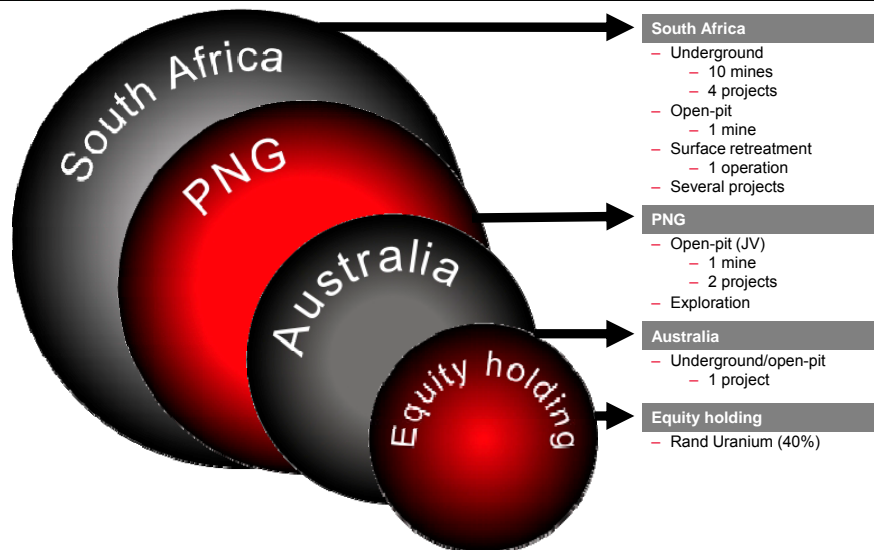 South Africa
PNG
Australia
Equity holding
South Africa
– Underground
– 10 mines
– 4 projects
– Open-pit
– 1 mine
– Surface retreatment
– 1 operation
– Several projects
PNG
– Open-pit (JV)
– 1 mine
– 2 projects
– Exploration
Australia
– Underground/open-pit
– 1 project
Equity holding
– Rand Uranium (40%)